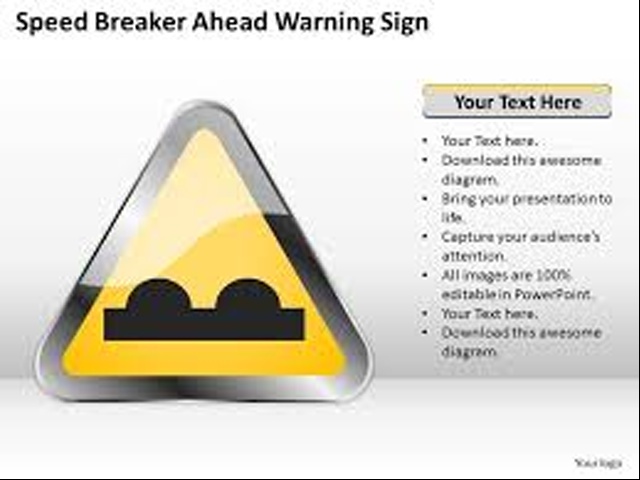 Speed Breaker Ahead Warning Sign
Your Text Here
• Your Text here.
• Download this awesome
diagram.
• Bring your presentation to
life.
• Capture your audience's
attention.
• All images are 100%
editable in PowerPoint.
• Your Text here.
• Download this awesome
diagram.
Your logo